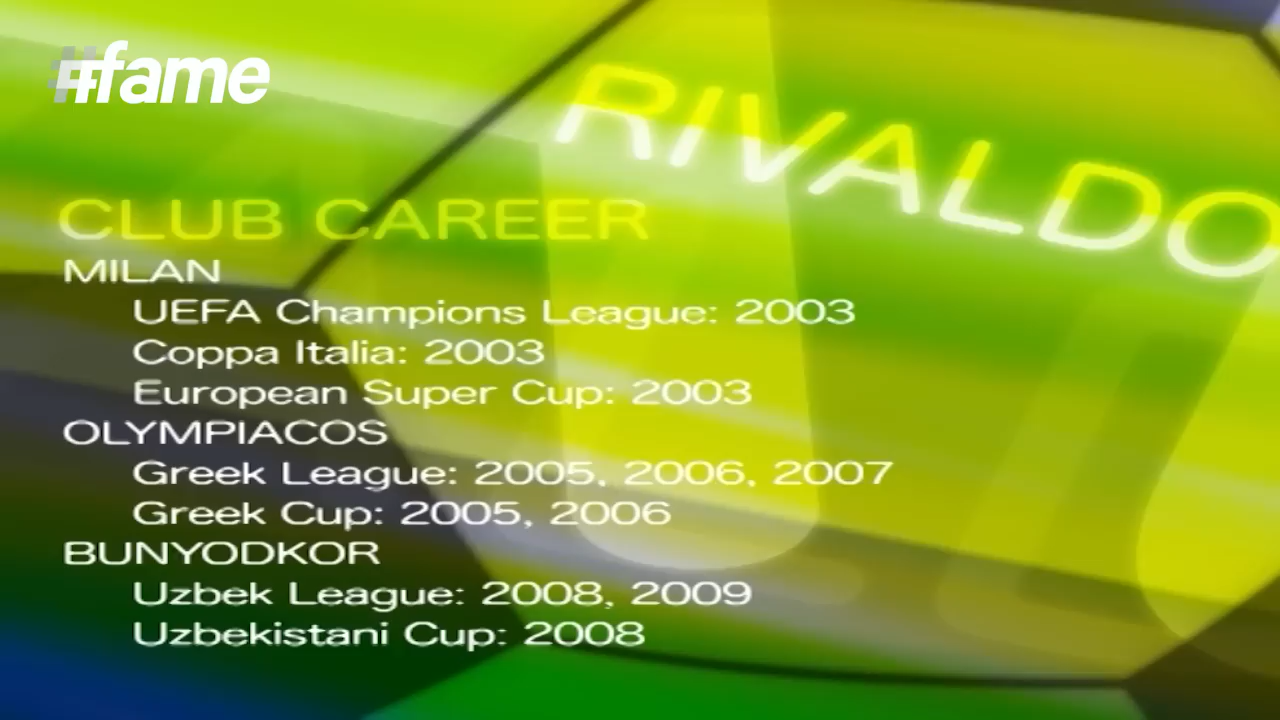 #fame
RIVALDO
CLUB CAREER
MILAN
UEFA Champions League: 2003
Coppa Italia: 2003
European Super Cup: 2003
OLYMPIACOS
Greek League: 2005, 2006, 2007
Greek Cup: 2005, 2006
BUNYODKOR
Uzbek League: 2008, 2009
Uzbekistani Cup: 2008